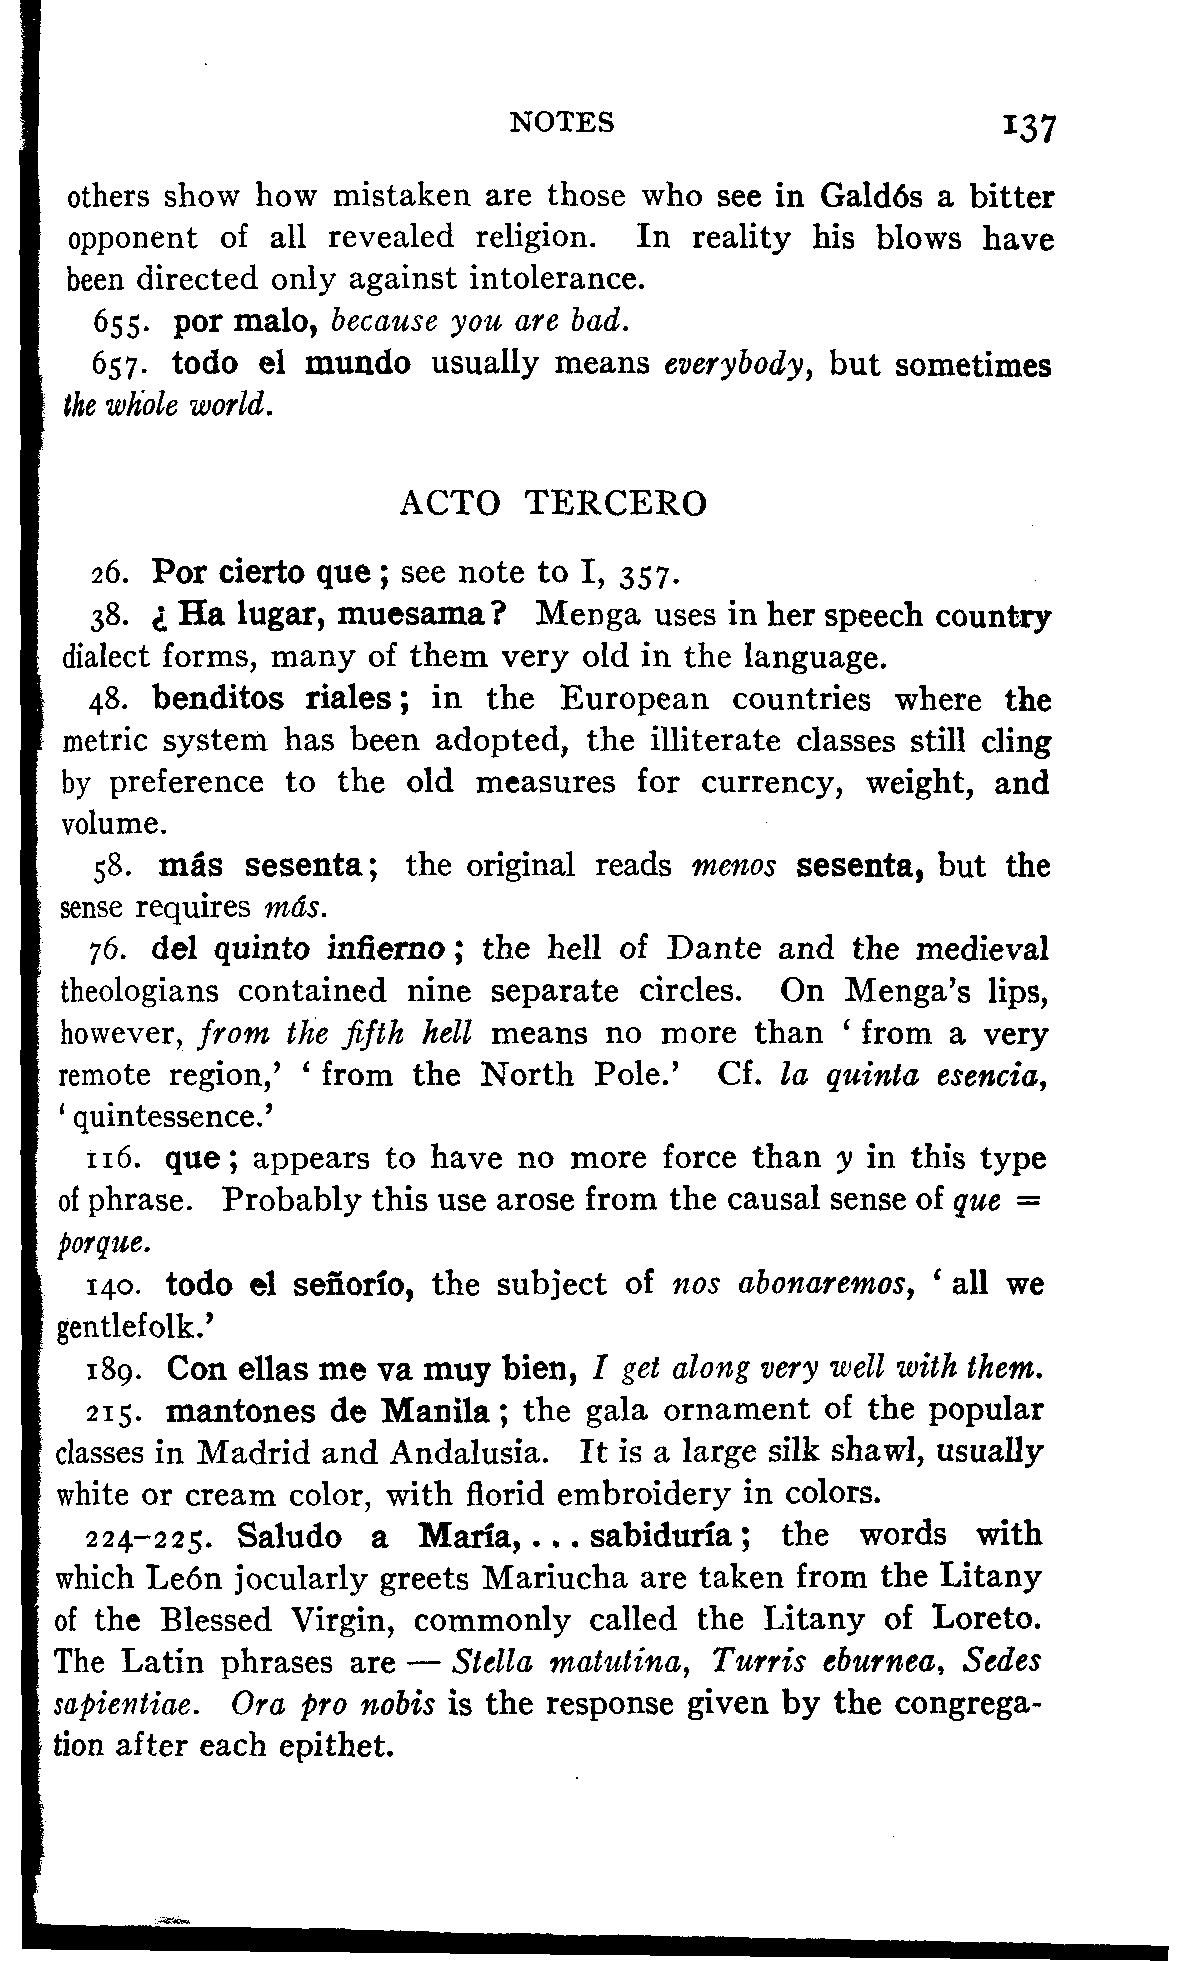 NOTES 137
others show how mistaken are those who see in Galdós a bitter
opponent of all revealed religion. In reality his blows have
been directed only against intolerance.
655. por malo, because you are bad.
657. todo el mundo usually means everybody, but sometimes
the whole world.
ACTO TERCERO
26. Por cierto que; see note to I, 357.
38. ¿Ha lugar, muesama? Menga uses in her speech country
dialect forms, many of them very old in the language.
48. benditos riales; in the European countries where the
metric system has been adopted, the illiterate classes still cling
by preference to the old measures for currency, weight, and
volume.
58. más sesenta; the original reads menos sesenta, but the
sense requires más.
76. del quinto infierno; the hell of Dante and the medieval
theologians contained nine separate circles. On Menga's lips,
however, from the fifth hell means no more than ‘from a very
remote region,’ ‘from the North Pole.’ Cf. la quinta esencia,
‘quintessence.’
116. que; appears to have no more force than y in this type
of phrase. Probably this use arose from the causal sense of que =
porque.
140. todo el señorío, the subject of nos abonaremos, ‘all we
gentlefolk.’
189. Con ellas me va muy bien, I get along very well with them.
215. mantones de Manila; the gala ornament of the popular
classes in Madrid and Andalusia. It is a large silk shawl, usually
white or cream color, with florid embroidery in colors.
224–225. Saludo a María, ... sabiduría; the words with
which León jocularly greets Mariucha are taken from the Litany
of the Blessed Virgin, commonly called the Litany of Loreto.
The Latin phrases are — Stella matutina, Turris eburnea, Sedes
sapientiae. Ora pro nobis is the response given by the congrega-
tion after each epithet.